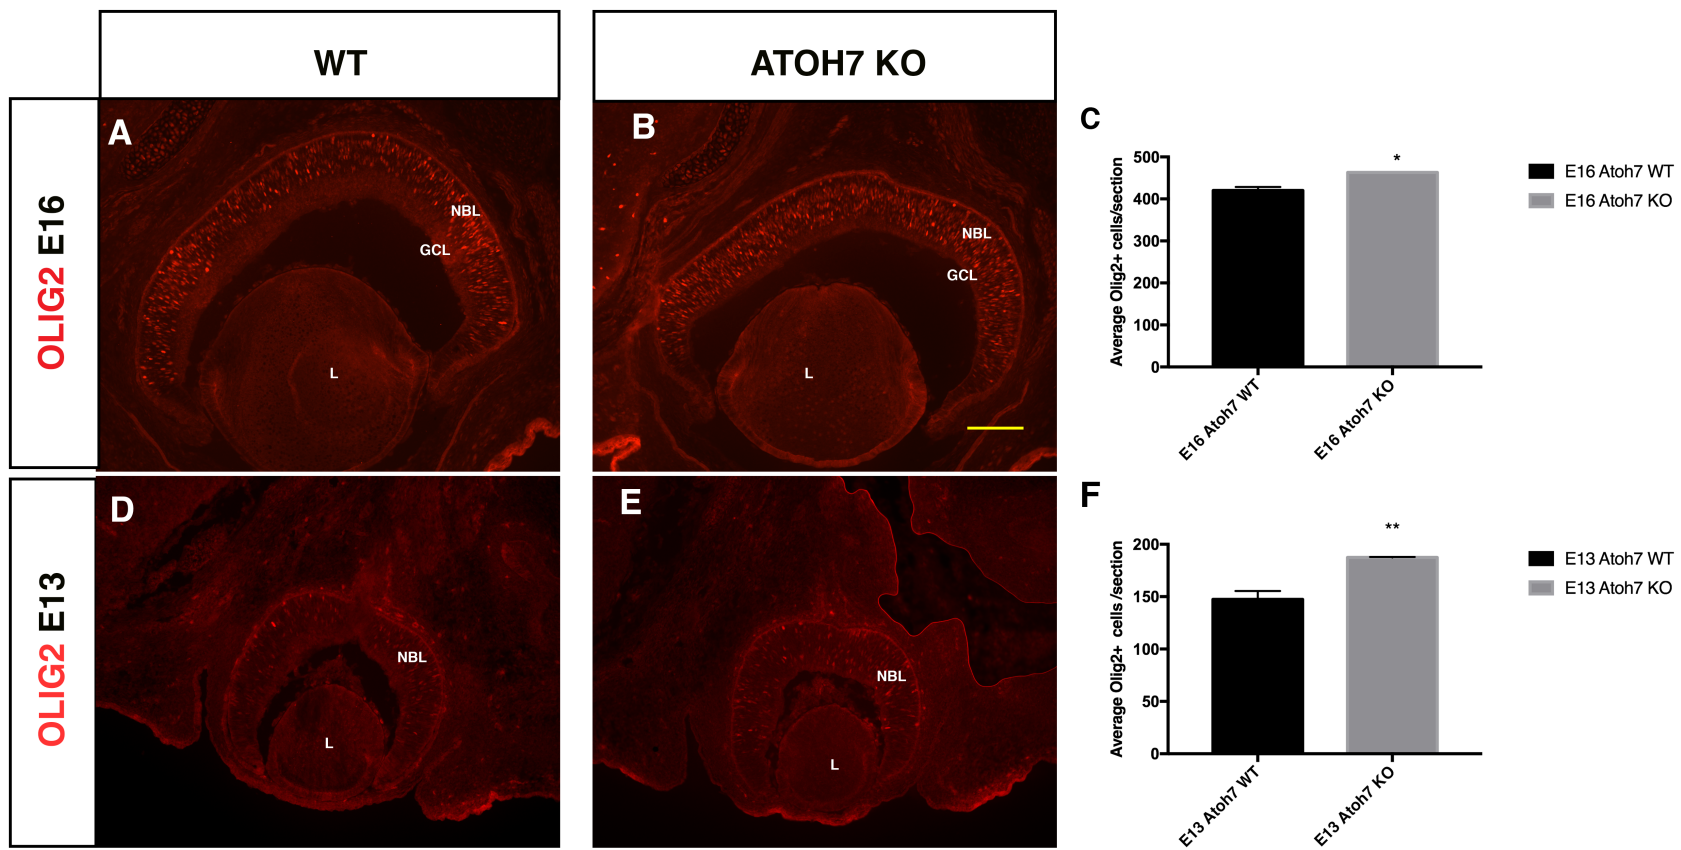 WT
ATOH7 KO
OLIG2 E16
A
NBL
GCL
L
B
NBL
GCL
L
C
Average Olig2+ cells/section
500
400
300
200
100
0
*
E16 Atoh7 WT
E16 Atoh7 KO
E16 Atoh7 WT
E16 Atoh7 KO
OLIG2 E13
D
NBL
L
E
NBL
L
F
Average Olig2+ cells /section
200
150
100
50
0
**
E13 Atoh7 WT
E13 Atoh7 KO
E13 Atoh7 WT
E13 Atoh7 KO